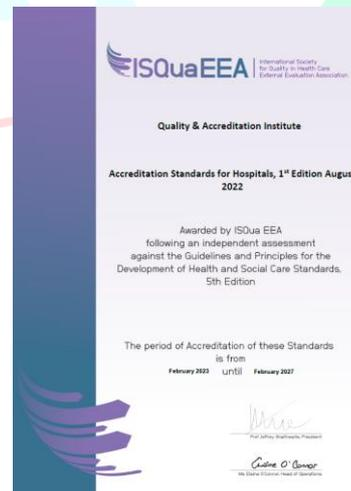 ISQuaEEA
International Society
for Quality in Health Care
External Evaluation Association
Quality & Accreditation Institute
Accreditation Standards for Hospitals, 1st Edition Augus
2022
Awarded by ISQua EEA
following an independent assessment
against the Guidelines and Principles for the
Development of Health and Social Care Standards,
5th Edition
The period of Accreditation of these Standards
is from
February 2023 until February 2027
Prof Jeffrey Braithwaite, President
Elaine O'Connor
Ms Elaine O'Connor, Head of Operations